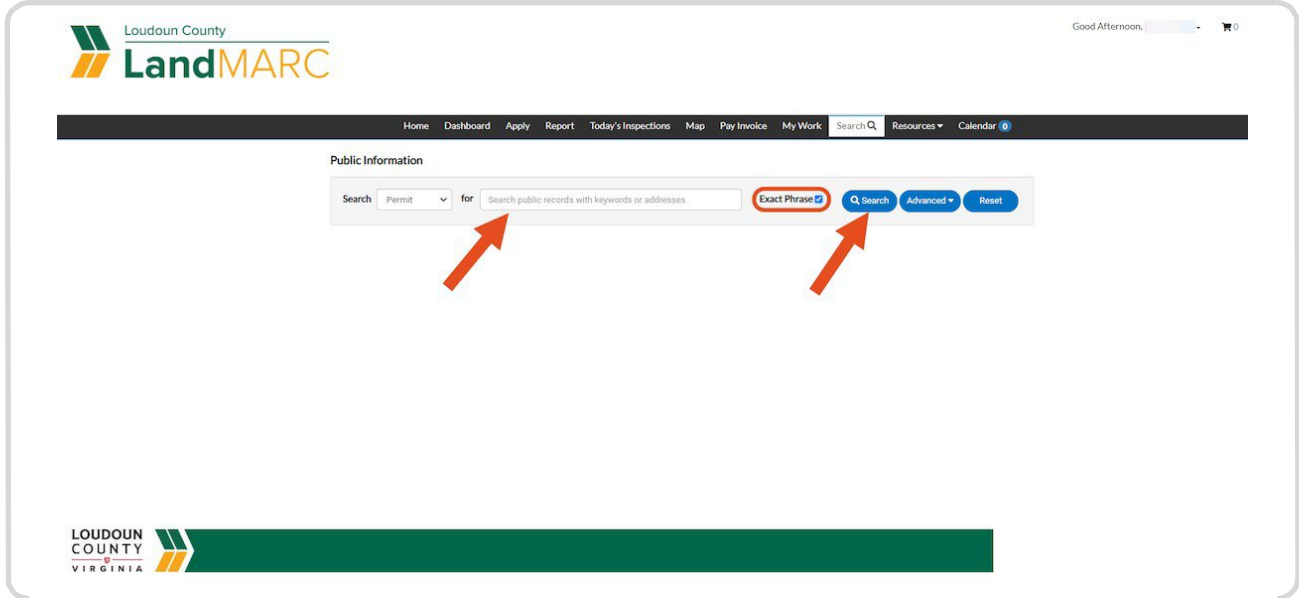 Loudoun County
LandMARC
Good Afternoon,
0
Home Dashboard Apply Report Today's Inspections Map Pay Invoice My Work Search Resources Calendar 0
Public Information
Search Permit for Search public records with keywords or addresses Exact Phrase Search Advanced Reset
LOUDOUN
COUNTY
VIRGINIA